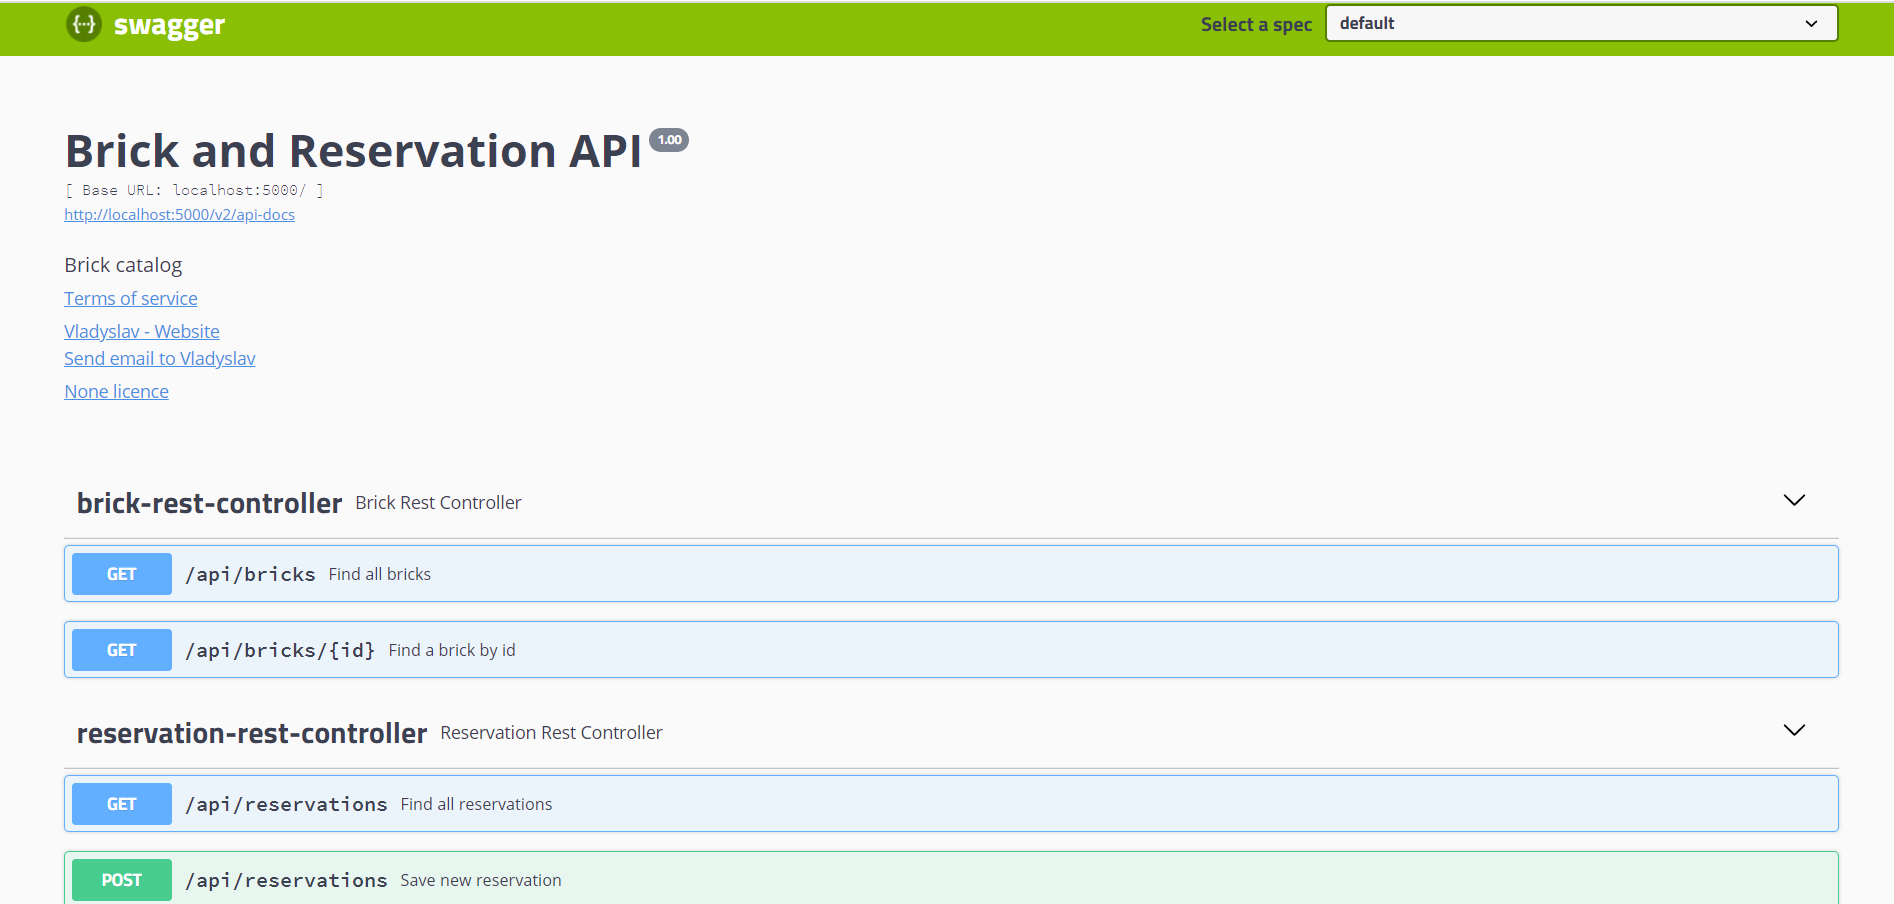 {···} swagger
Select a spec default
Brick and Reservation API 1.00
[ Base URL: localhost:5000/ ]
http://localhost:5000/v2/api-docs
Brick catalog
Terms of service
Vladyslav - Website
Send email to Vladyslav
None licence
brick-rest-controller Brick Rest Controller
GET /api/bricks Find all bricks
GET /api/bricks/{id} Find a brick by id
reservation-rest-controller Reservation Rest Controller
GET /api/reservations Find all reservations
POST /api/reservations Save new reservation